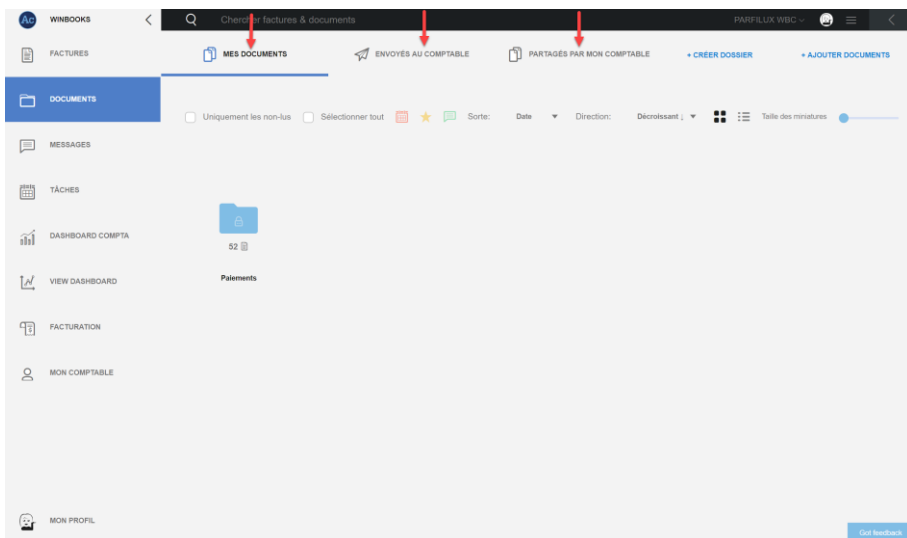 Ac WINBOOKS
Chercher factures & documents
PARFILUX WBC
FACTURES
MES DOCUMENTS
ENVOYÉS AU COMPTABLE
PARTAGÉS PAR MON COMPTABLE
+ CRÉER DOSSIER
+ AJOUTER DOCUMENTS
DOCUMENTS
Uniquement les non-lus
Sélectionner tout
Sorte:
Date
Direction:
Décroissant ↓
Taille des miniatures
MESSAGES
TÂCHES
DASHBOARD COMPTA
52
VIEW DASHBOARD
Paiements
FACTURATION
MON COMPTABLE
MON PROFIL
Got feedback